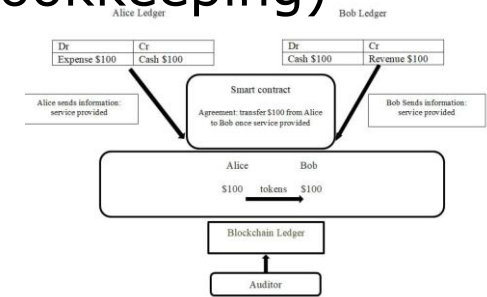 ookkeeping)
Alice Ledger
Bob Ledger
Dr Cr
Expense $100 Cash $100
Dr Cr
Cash $100 Revenue $100
Alice sends information:
service provided
Smart contract
Agreement: transfer $100 from Alice
to Bob once service provided
Bob Sends information:
service provided
Alice Bob
$100 tokens $100
Blockchain Ledger
Auditor